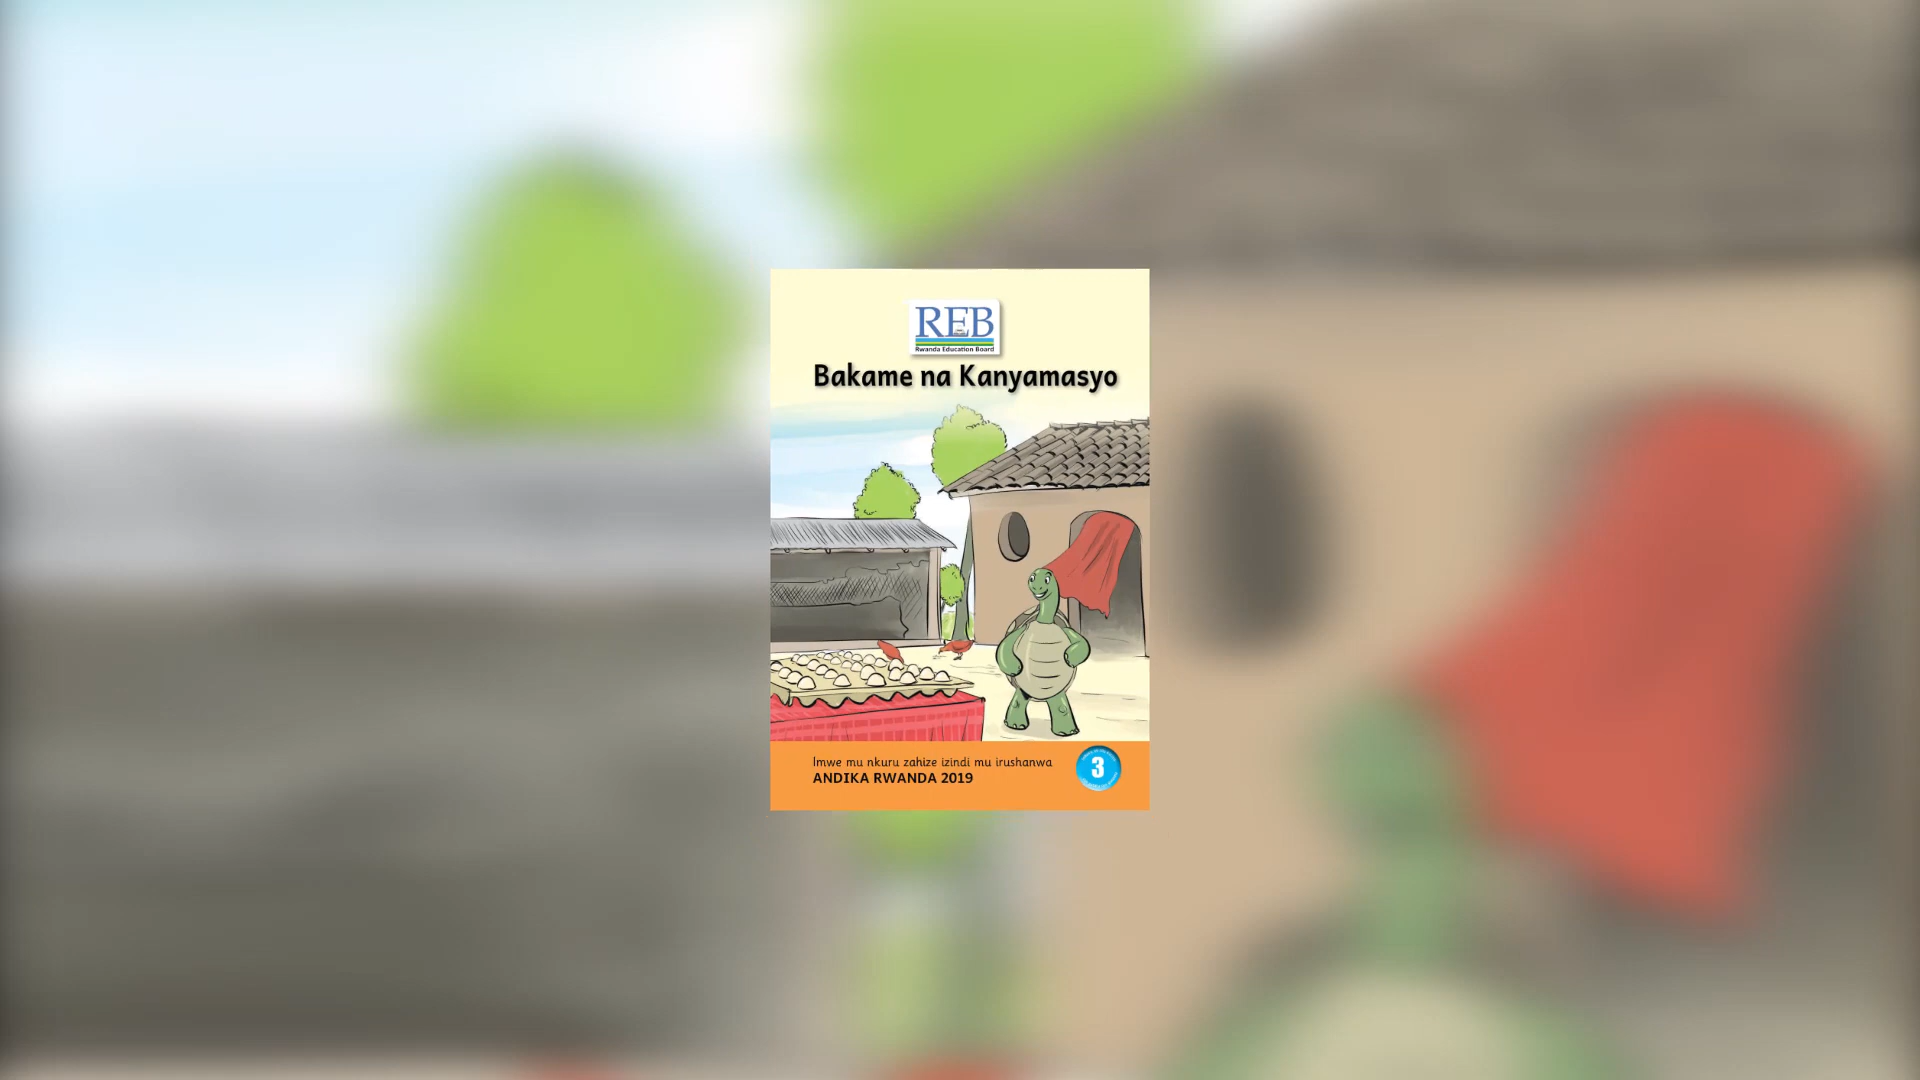 REB
Rwanda Education Board
Bakame na Kanyamasyo
Imwe mu nkuru zahize izindi mu irushanwa
ANDIKA RWANDA 2019
3